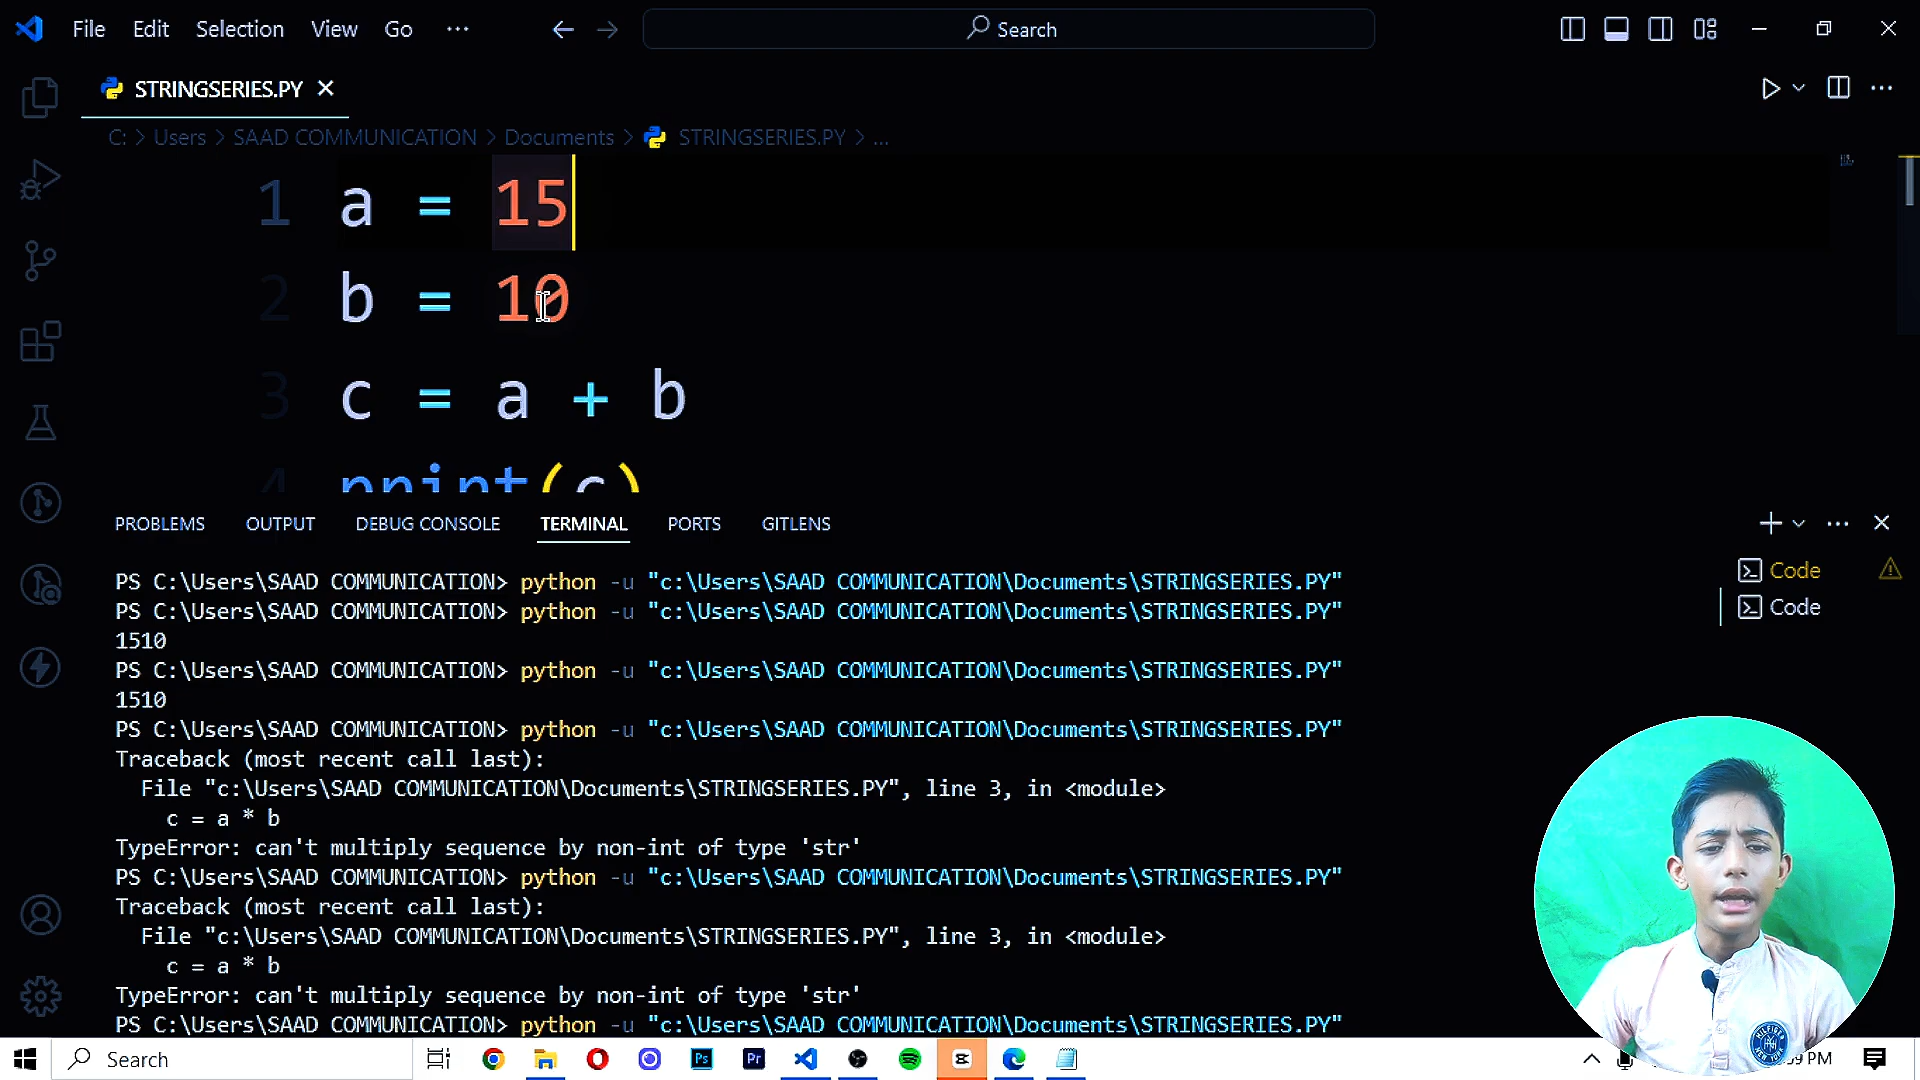 File Edit Selection View Go ... Search
STRINGSERIES.PY
C: > Users > SAAD COMMUNICATION > Documents > STRINGSERIES.PY > ...
1 a = 15
2 b = 10
3 c = a + b
4 print(c)
PROBLEMS OUTPUT DEBUG CONSOLE TERMINAL PORTS GITLENS
PS C:\Users\SAAD COMMUNICATION> python -u "c:\Users\SAAD COMMUNICATION\Documents\STRINGSERIES.PY"
PS C:\Users\SAAD COMMUNICATION> python -u "c:\Users\SAAD COMMUNICATION\Documents\STRINGSERIES.PY"
1510
PS C:\Users\SAAD COMMUNICATION> python -u "c:\Users\SAAD COMMUNICATION\Documents\STRINGSERIES.PY"
1510
PS C:\Users\SAAD COMMUNICATION> python -u "c:\Users\SAAD COMMUNICATION\Documents\STRINGSERIES.PY"
Traceback (most recent call last):
File "c:\Users\SAAD COMMUNICATION\Documents\STRINGSERIES.PY", line 3, in <module>
c = a * b
TypeError: can't multiply sequence by non-int of type 'str'
PS C:\Users\SAAD COMMUNICATION> python -u "c:\Users\SAAD COMMUNICATION\Documents\STRINGSERIES.PY"
Traceback (most recent call last):
File "c:\Users\SAAD COMMUNICATION\Documents\STRINGSERIES.PY", line 3, in <module>
c = a * b
TypeError: can't multiply sequence by non-int of type 'str'
PS C:\Users\SAAD COMMUNICATION> python -u "c:\Users\SAAD COMMUNICATION\Documents\STRINGSERIES.PY"
Code
Code
Search
Ps
Pr
PM